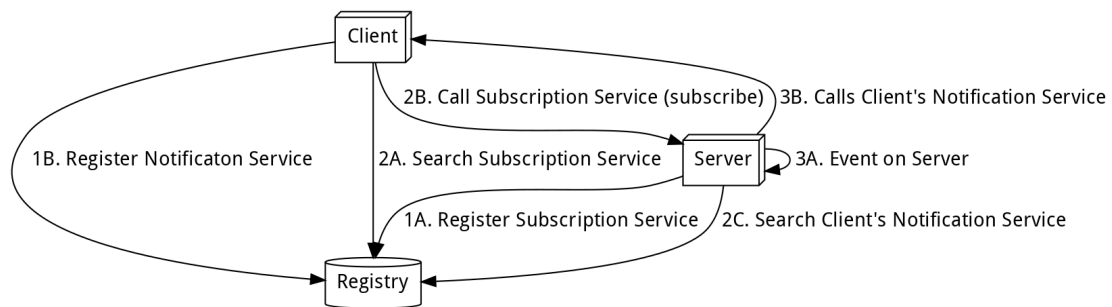 Client
2B. Call Subscription Service (subscribe)
3B. Calls Client's Notification Service
1B. Register Notificaton Service
2A. Search Subscription Service
Server
3A. Event on Server
1A. Register Subscription Service
2C. Search Client's Notification Service
Registry